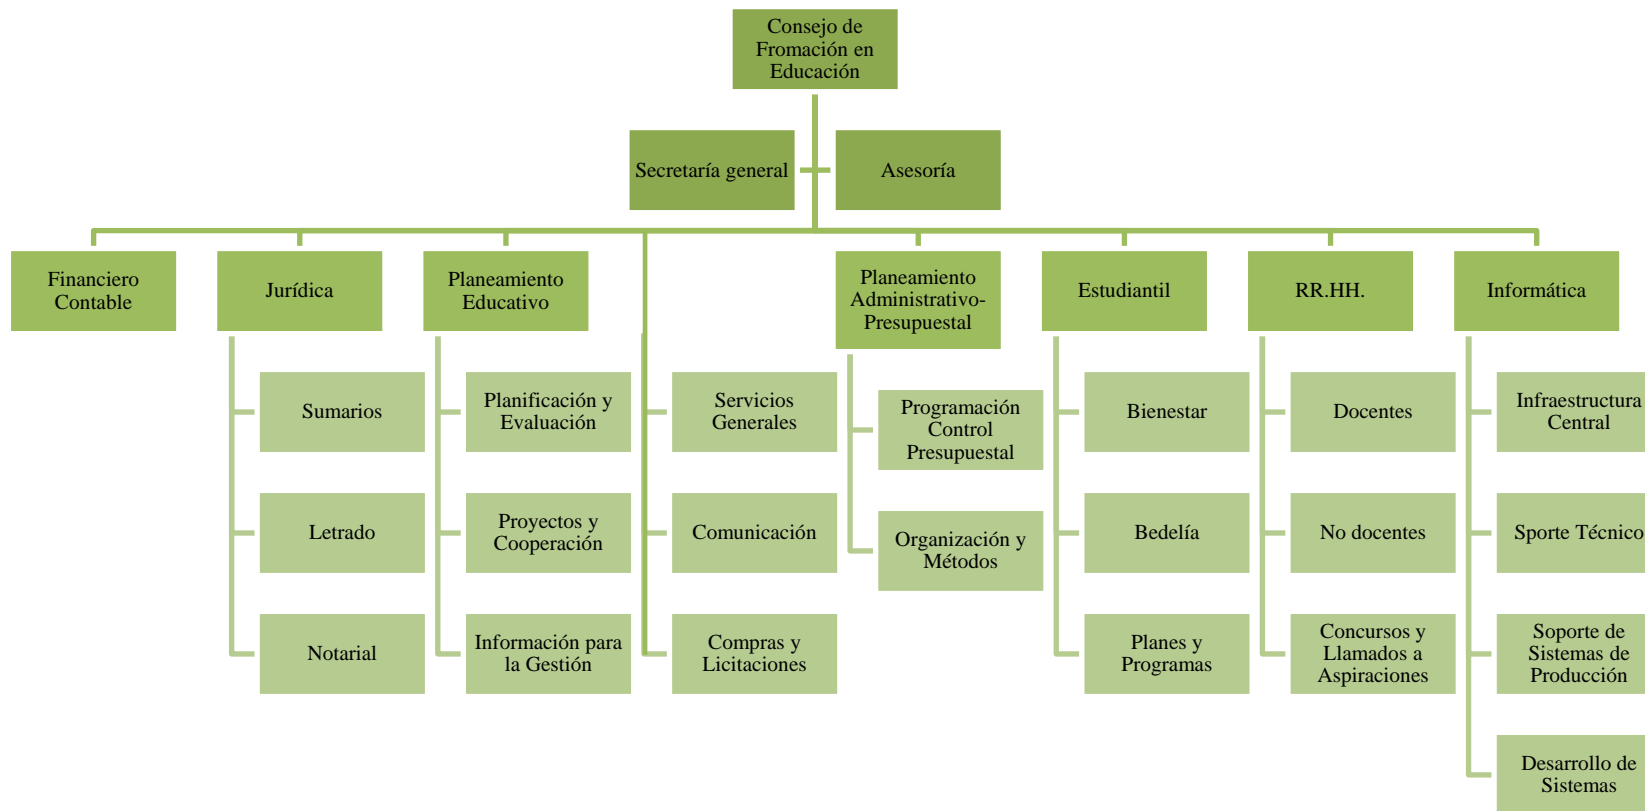 Consejo de
Fromación en
Educación
Secretaría general
Asesoría
Financiero
Contable
Jurídica
Planeamiento
Educativo
Planeamiento
Administrativo-
Presupuestal
Estudiantil
RR.HH.
Informática
Sumarios
Letrado
Notarial
Planificación y
Evaluación
Proyectos y
Cooperación
Información para
la Gestión
Servicios
Generales
Comunicación
Compras y
Licitaciones
Programación
Control
Presupuestal
Organización y
Métodos
Bienestar
Bedelía
Planes y
Programas
Docentes
No docentes
Concursos y
Llamados a
Aspiraciones
Infraestructura
Central
Sporte Técnico
Soporte de
Sistemas de
Producción
Desarrollo de
Sistemas